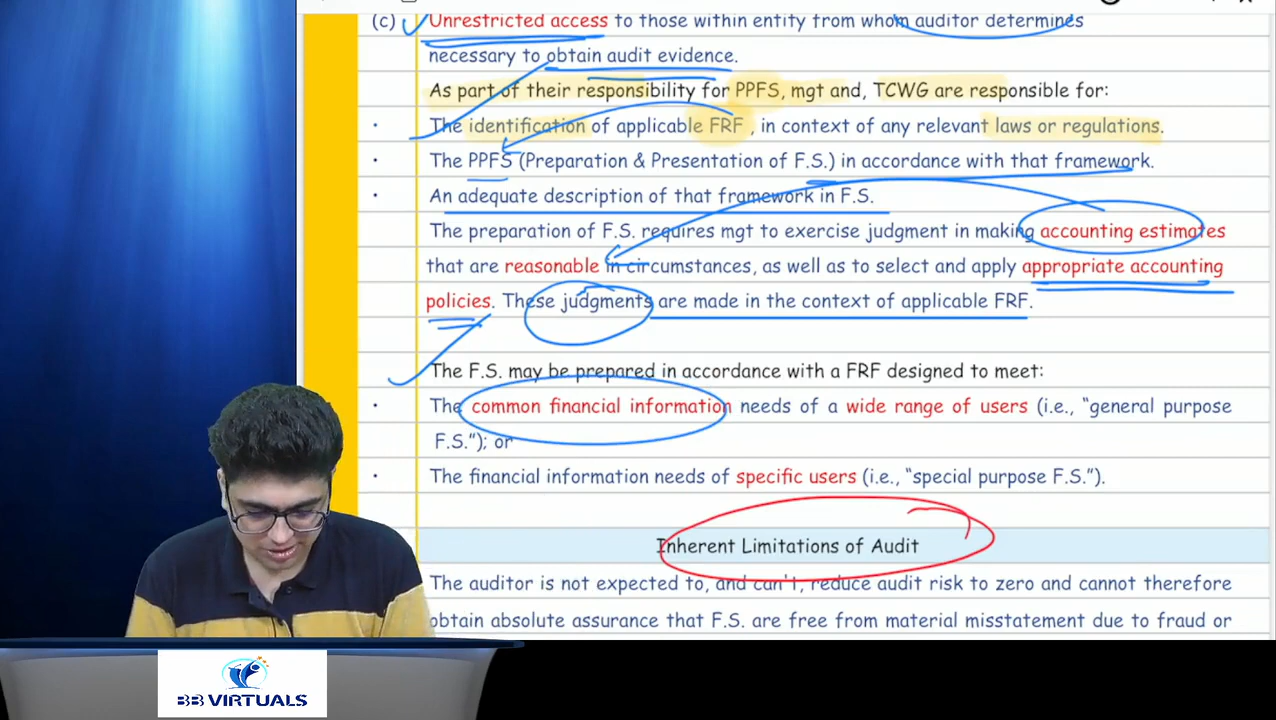 (c) Unrestricted access to those within entity from whom auditor determines
necessary to obtain audit evidence.
As part of their responsibility for PPFS, mgt and, TCWG are responsible for:
· The identification of applicable FRF , in context of any relevant laws or regulations.
· The PPFS (Preparation & Presentation of F.S.) in accordance with that framework.
· An adequate description of that framework in F.S.
The preparation of F.S. requires mgt to exercise judgment in making accounting estimates
that are reasonable in circumstances, as well as to select and apply appropriate accounting
policies. These judgments are made in the context of applicable FRF.
The F.S. may be prepared in accordance with a FRF designed to meet:
· The common financial information needs of a wide range of users (i.e., “general purpose
F.S.”); or
· The financial information needs of specific users (i.e., “special purpose F.S.”).
Inherent Limitations of Audit
The auditor is not expected to, and can't, reduce audit risk to zero and cannot therefore
obtain absolute assurance that F.S. are free from material misstatement due to fraud or
BB VIRTUALS